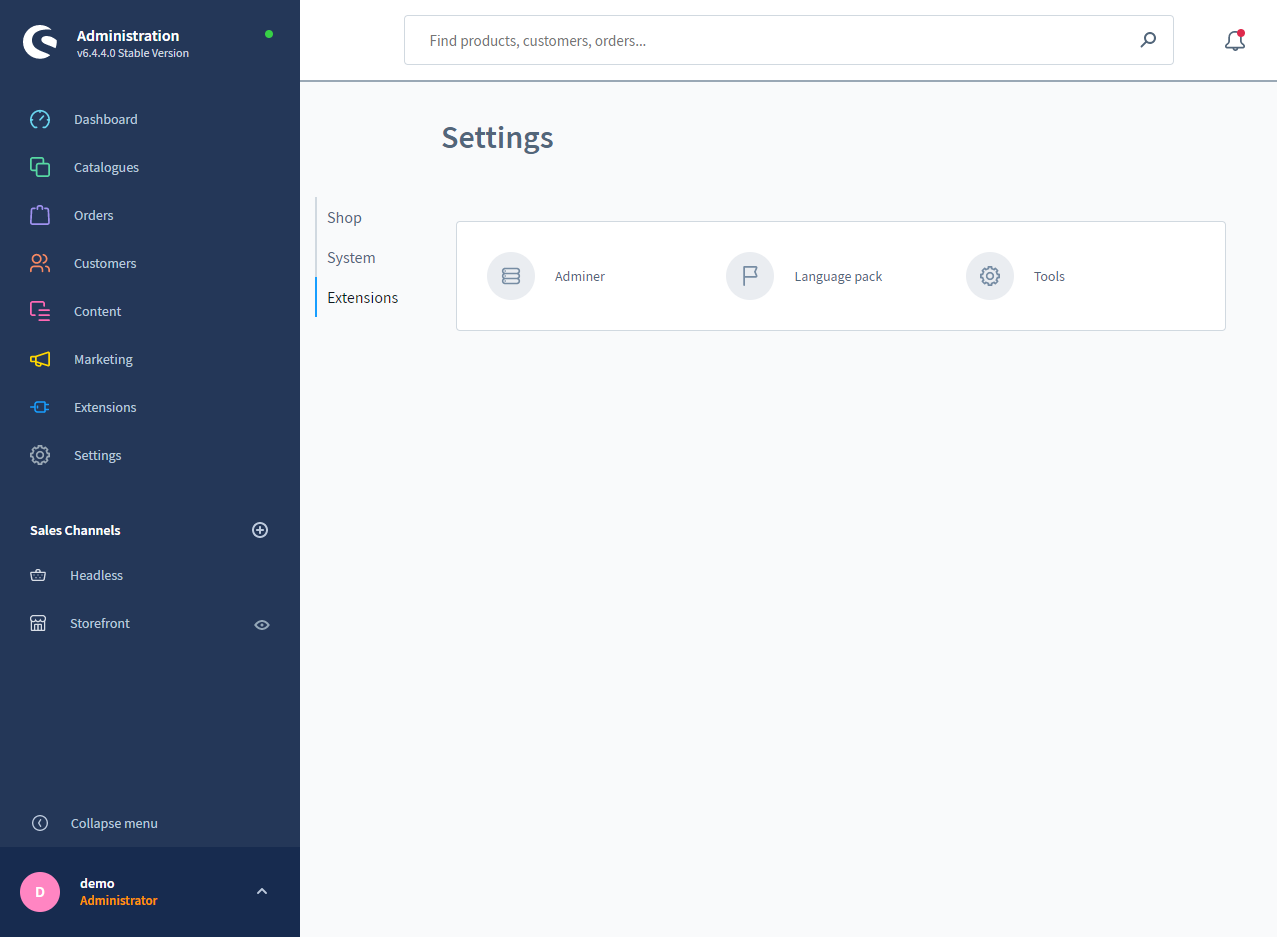 Administration
v6.4.4.0 Stable Version
Find products, customers, orders...
Dashboard
Catalogues
Orders
Customers
Content
Marketing
Extensions
Settings
Sales Channels
Headless
Storefront
Collapse menu
D
demo
Administrator
Settings
Shop
System
Extensions
Adminer
Language pack
Tools